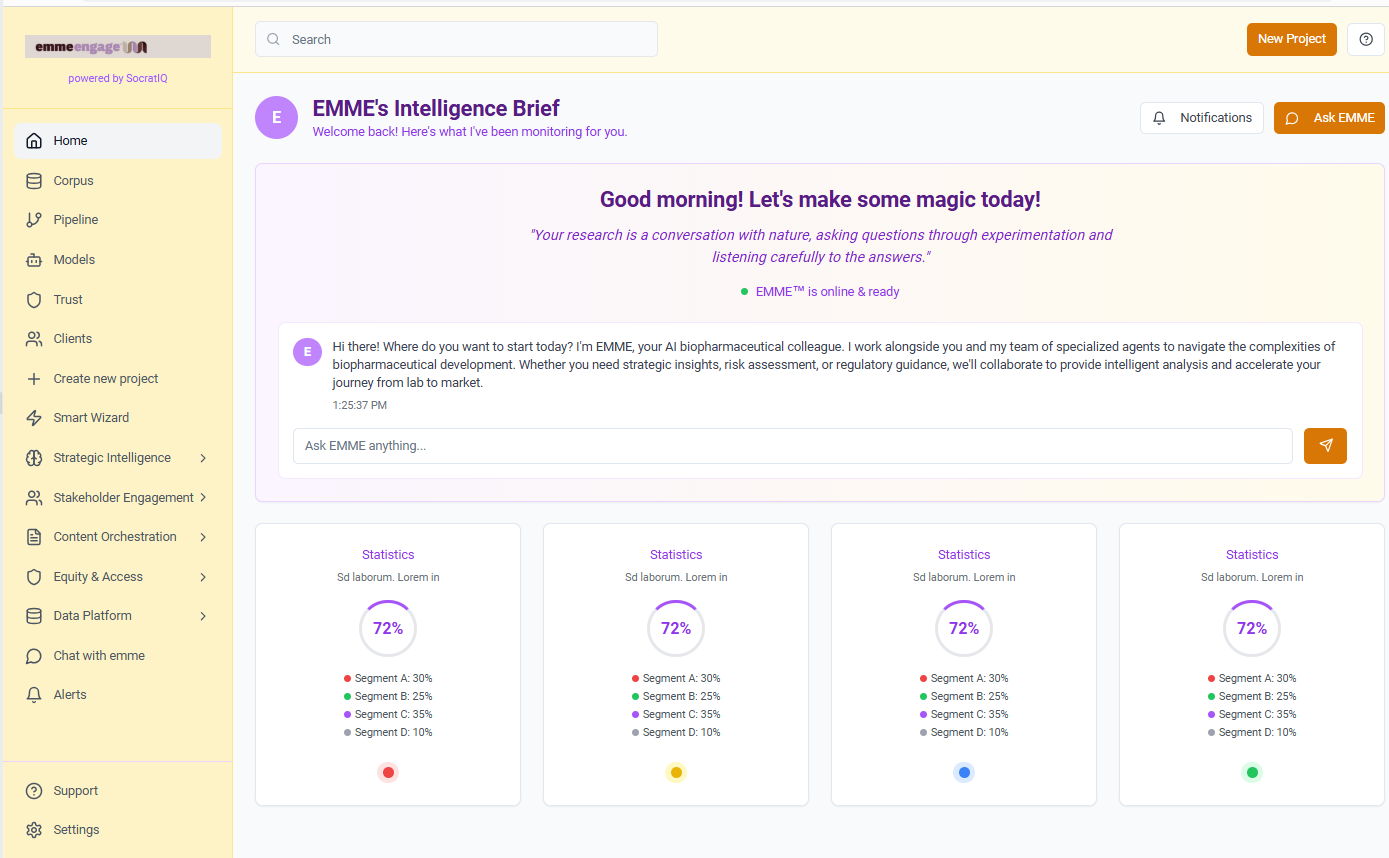 emmeengage
powered by SocratIQ
Home
Corpus
Pipeline
Models
Trust
Clients
Create new project
Smart Wizard
Strategic Intelligence
Stakeholder Engagement
Content Orchestration
Equity & Access
Data Platform
Chat with emme
Alerts
Support
Settings
Search
New Project
E
EMME's Intelligence Brief
Welcome back! Here's what I've been monitoring for you.
Notifications
Ask EMME
Good morning! Let's make some magic today!
"Your research is a conversation with nature, asking questions through experimentation and
listening carefully to the answers."
EMME™ is online & ready
E
Hi there! Where do you want to start today? I'm EMME, your AI biopharmaceutical colleague. I work alongside you and my team of specialized agents to navigate the complexities of
biopharmaceutical development. Whether you need strategic insights, risk assessment, or regulatory guidance, we'll collaborate to provide intelligent analysis and accelerate your
journey from lab to market.
1:25:37 PM
Ask EMME anything...
Statistics
Sd laborum. Lorem in
72%
Segment A: 30%
Segment B: 25%
Segment C: 35%
Segment D: 10%
Statistics
Sd laborum. Lorem in
72%
Segment A: 30%
Segment B: 25%
Segment C: 35%
Segment D: 10%
Statistics
Sd laborum. Lorem in
72%
Segment A: 30%
Segment B: 25%
Segment C: 35%
Segment D: 10%
Statistics
Sd laborum. Lorem in
72%
Segment A: 30%
Segment B: 25%
Segment C: 35%
Segment D: 10%